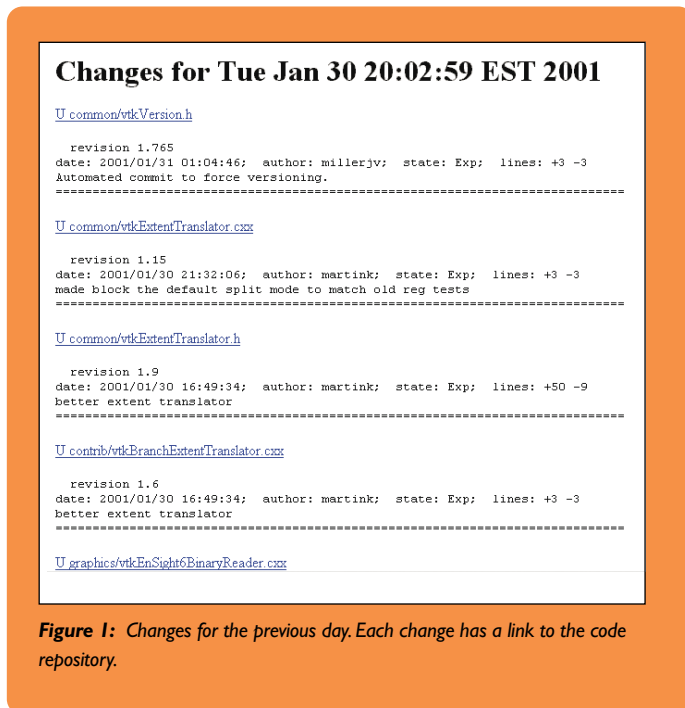 Changes for Tue Jan 30 20:02:59 EST 2001
U common/vtkVersion.h
revision 1.765
date: 2001/01/31 01:04:46; author: millerjv; state: Exp; lines: +3 -3
Automated commit to force versioning.
=============================================================================
U common/vtkExtentTranslator.cxx
revision 1.15
date: 2001/01/30 21:32:06; author: martink; state: Exp; lines: +3 -3
made block the default split mode to match old reg tests
=============================================================================
U common/vtkExtentTranslator.h
revision 1.9
date: 2001/01/30 16:49:34; author: martink; state: Exp; lines: +50 -9
better extent translator
=============================================================================
U contrib/vtkBranchExtentTranslator.cxx
revision 1.6
date: 2001/01/30 16:49:34; author: martink; state: Exp; lines: +3 -3
better extent translator
=============================================================================
U graphics/vtkEnSight6BinaryReader.cxx
Figure 1: Changes for the previous day. Each change has a link to the code
repository.